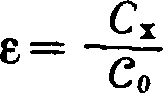 ε = Cₓ / C₀